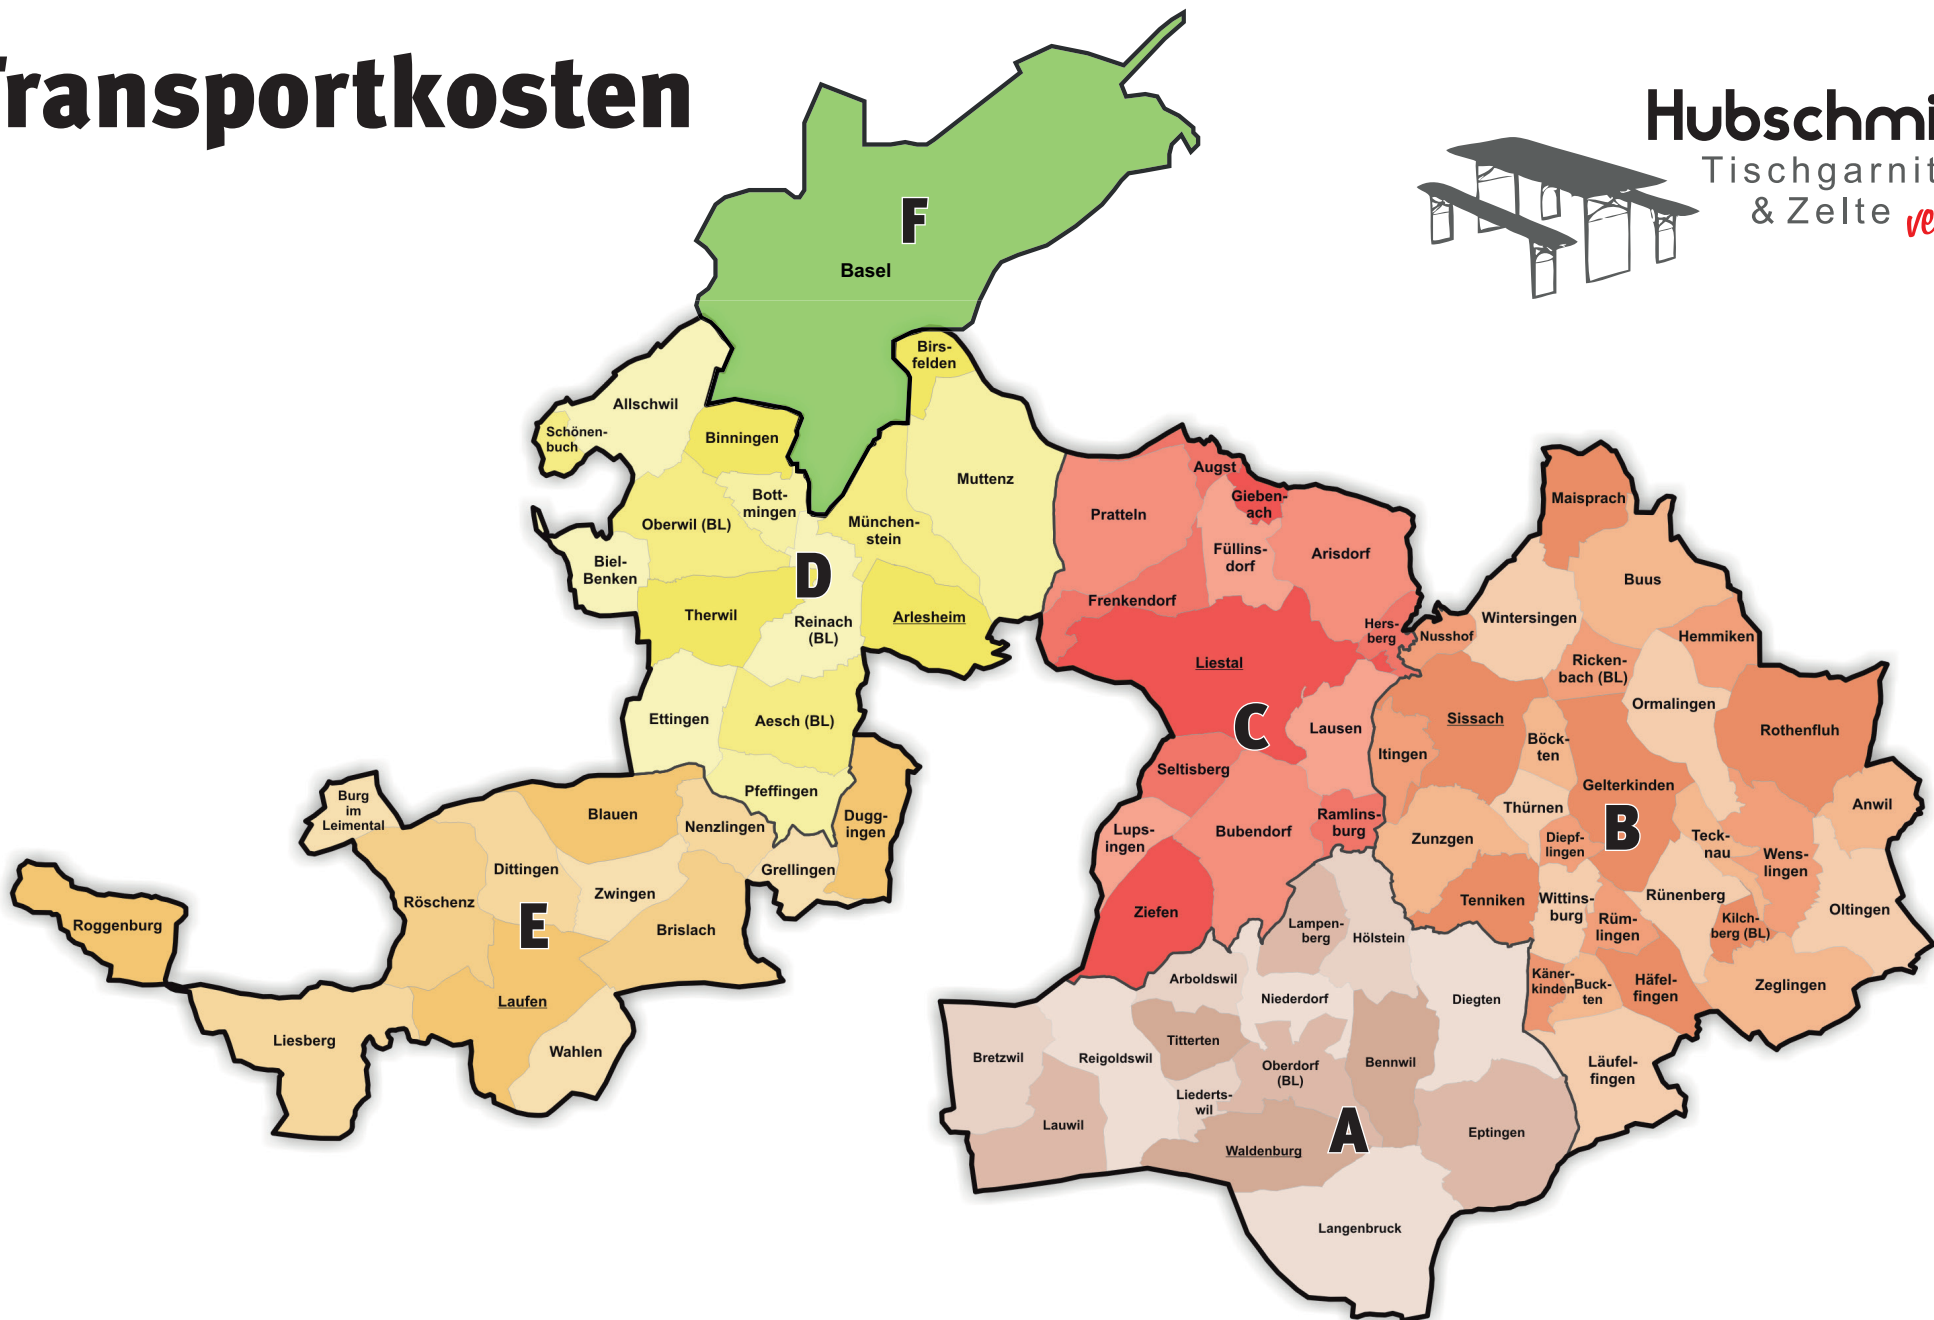 Transportkosten
Hubschmi
Tischgarnit
& Zelte ve
F
Basel
Birs-
felden
Allschwil
Schönen-
buch
Binningen
Muttenz
Bott-
mingen
Oberwil (BL)
München-
stein
Biel-
Benken
D
Therwil
Reinach
(BL)
Arlesheim
Ettingen
Aesch (BL)
Pfeffingen
Augst
Gieben-
ach
Pratteln
Füllins-
dorf
Arisdorf
Frenkendorf
Hers-
berg
Liestal
C
Lausen
Seltisberg
Lups-
ingen
Bubendorf
Ramlins-
burg
Ziefen
Maisprach
Buus
Wintersingen
Nusshof
Hemmiken
Ricken-
bach (BL)
Ormalingen
Sissach
Rothenfluh
Itingen
Böck-
ten
Gelterkinden
Thürnen
Anwil
B
Zunzgen
Diepf-
lingen
Teck-
nau
Wens-
lingen
Tenniken
Wittins-
burg
Rünenberg
Rüm-
lingen
Kilch-
berg (BL)
Oltingen
Käner-
kinden
Buck-
ten
Häfel-
fingen
Zeglingen
Läufel-
fingen
Burg
im
Leimental
Blauen
Nenzlingen
Dugg-
ingen
Dittingen
Grellingen
Zwingen
Röschenz
E
Brislach
Roggenburg
Laufen
Liesberg
Wahlen
Lampen-
berg
Hölstein
Arboldswil
Niederdorf
Diegten
Titterten
Bretzwil
Reigoldswil
Oberdorf
(BL)
Bennwil
Liederts-
wil
Lauwil
A
Eptingen
Waldenburg
Langenbruck